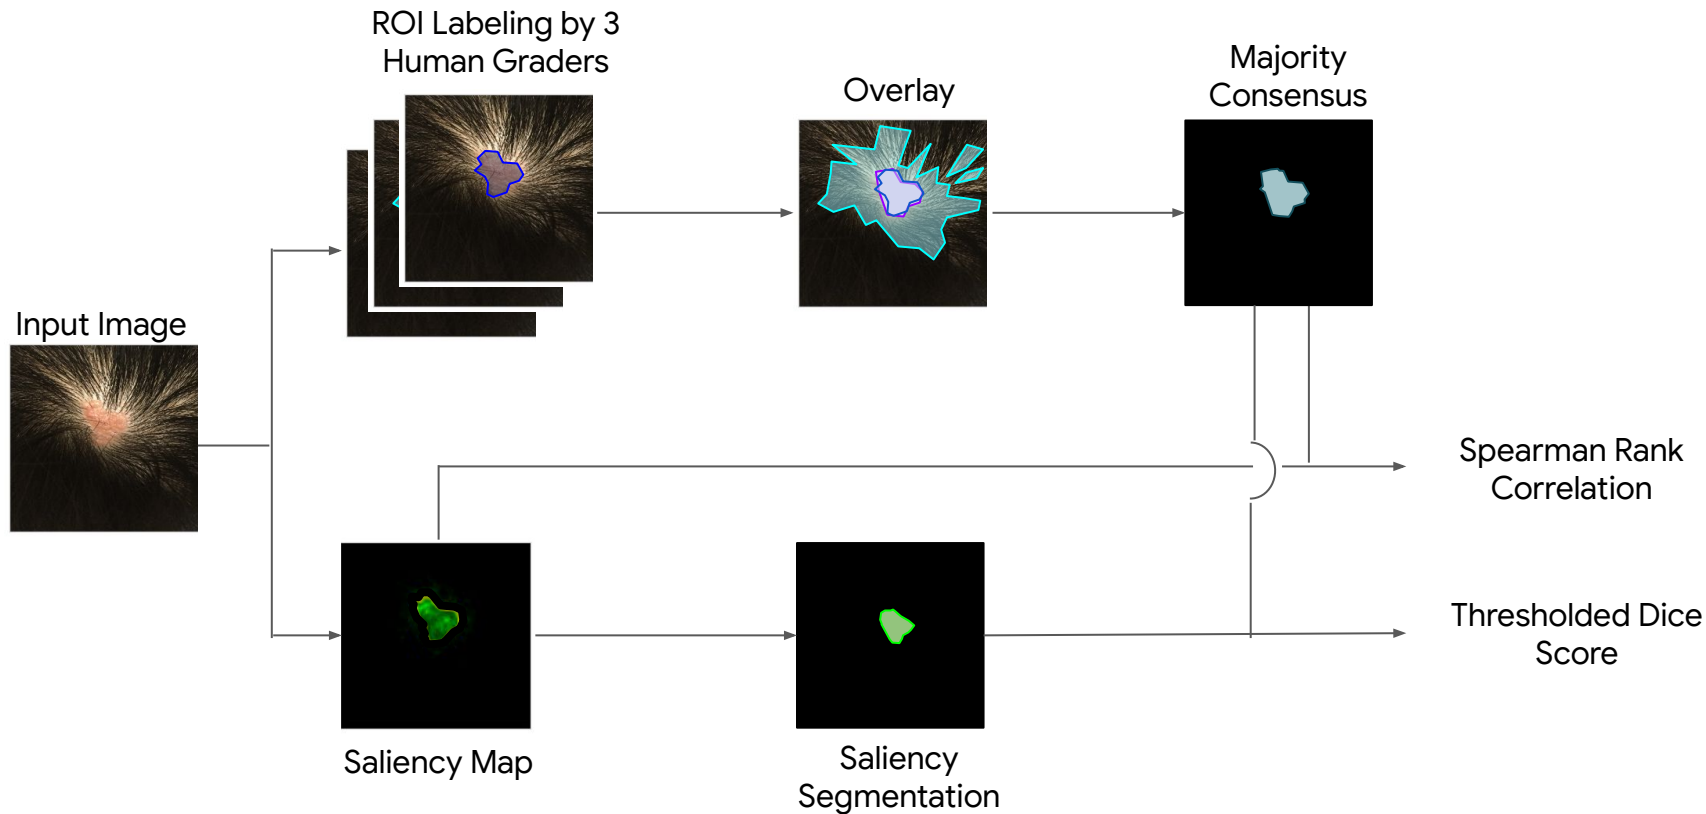 ROI Labeling by 3
Human Graders
Overlay
Majority
Consensus
Input Image
Spearman Rank
Correlation
Thresholded Dice
Score
Saliency Map
Saliency
Segmentation